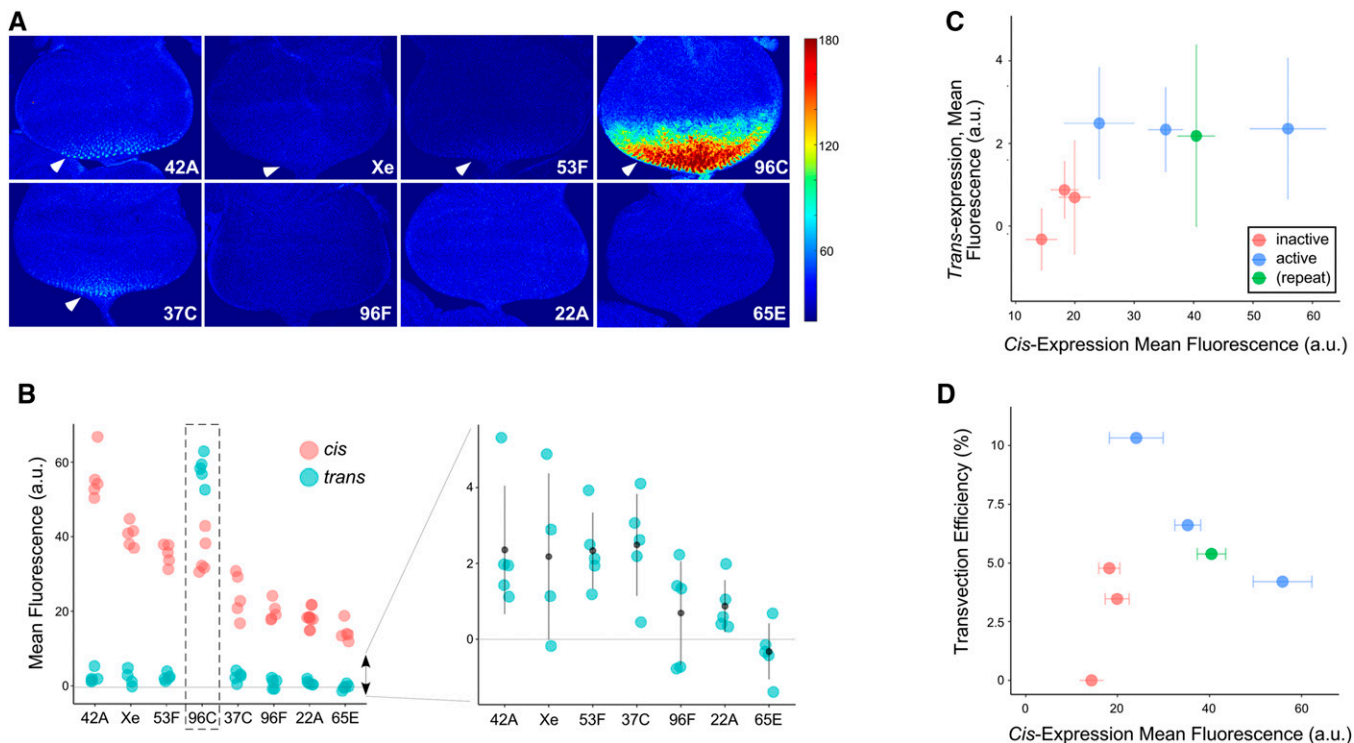 A
42A
Xe
53F
96C
37C
96F
22A
65E
180
120
60
B
Mean Fluorescence (a.u.)
60
40
20
0
cis
trans
42A Xe 53F 96C 37C 96F 22A 65E
4
2
0
42A Xe 53F 37C 96F 22A 65E
C
Trans-expression, Mean
Fluorescence (a.u.)
4
2
0
inactive
active
(repeat)
10 20 30 40 50 60
Cis-Expression Mean Fluorescence (a.u.)
D
Transvection Efficiency (%)
10
7.5
5.0
2.5
0
0 20 40 60
Cis-Expression Mean Fluorescence (a.u.)